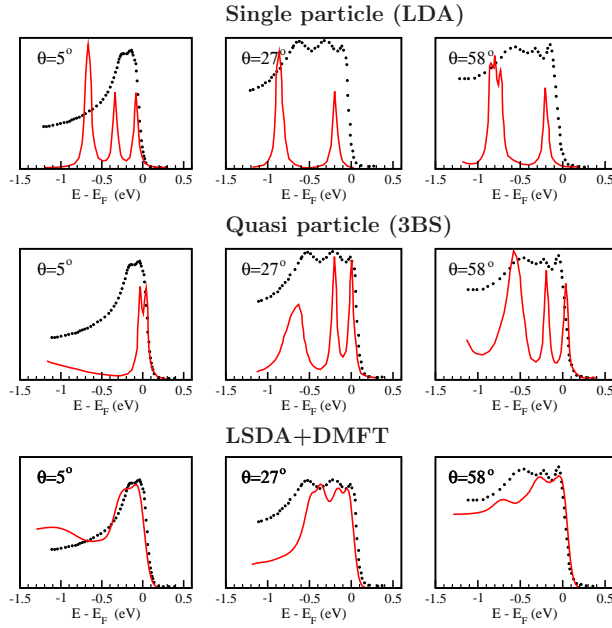 Single particle (LDA)
θ=5° θ=27° θ=58°
-1.5 -1 -0.5 0 0.5 -1.5 -1 -0.5 0 0.5 -1.5 -1 -0.5 0 0.5
E - E_F (eV) E - E_F (eV) E - E_F (eV)
Quasi particle (3BS)
θ=5° θ=27° θ=58°
-1.5 -1 -0.5 0 0.5 -1.5 -1 -0.5 0 0.5 -1.5 -1 -0.5 0 0.5
E - E_F (eV) E - E_F (eV) E - E_F (eV)
LSDA+DMFT
θ=5° θ=27° θ=58°
-1.5 -1 -0.5 0 0.5 -1.5 -1 -0.5 0 0.5 -1.5 -1 -0.5 0 0.5
E - E_F (eV) E - E_F (eV) E - E_F (eV)